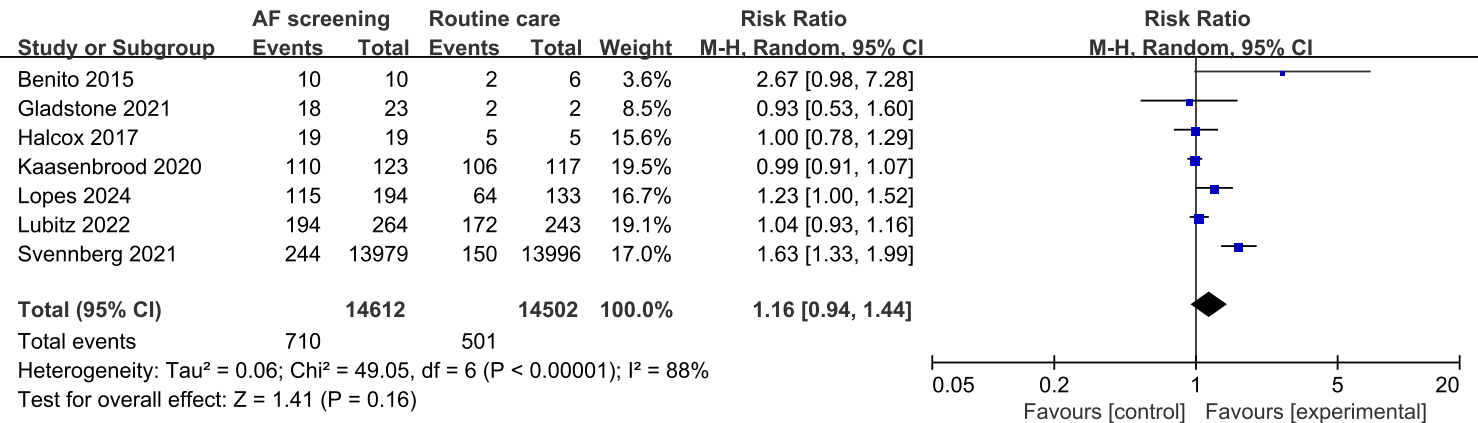 AF screening Routine care Risk Ratio Risk Ratio
Study or Subgroup Events Total Events Total Weight M-H, Random, 95% CI M-H, Random, 95% CI
Benito 2015 10 10 2 6 3.6% 2.67 [0.98, 7.28]
Gladstone 2021 18 23 2 2 8.5% 0.93 [0.53, 1.60]
Halcox 2017 19 19 5 5 15.6% 1.00 [0.78, 1.29]
Kaasenbrood 2020 110 123 106 117 19.5% 0.99 [0.91, 1.07]
Lopes 2024 115 194 64 133 16.7% 1.23 [1.00, 1.52]
Lubitz 2022 194 264 172 243 19.1% 1.04 [0.93, 1.16]
Svennberg 2021 244 13979 150 13996 17.0% 1.63 [1.33, 1.99]
Total (95% CI) 14612 14502 100.0% 1.16 [0.94, 1.44]
Total events 710 501
Heterogeneity: Tau² = 0.06; Chi² = 49.05, df = 6 (P < 0.00001); I² = 88%
Test for overall effect: Z = 1.41 (P = 0.16)
0.05 0.2 1 5 20
Favours [control] Favours [experimental]